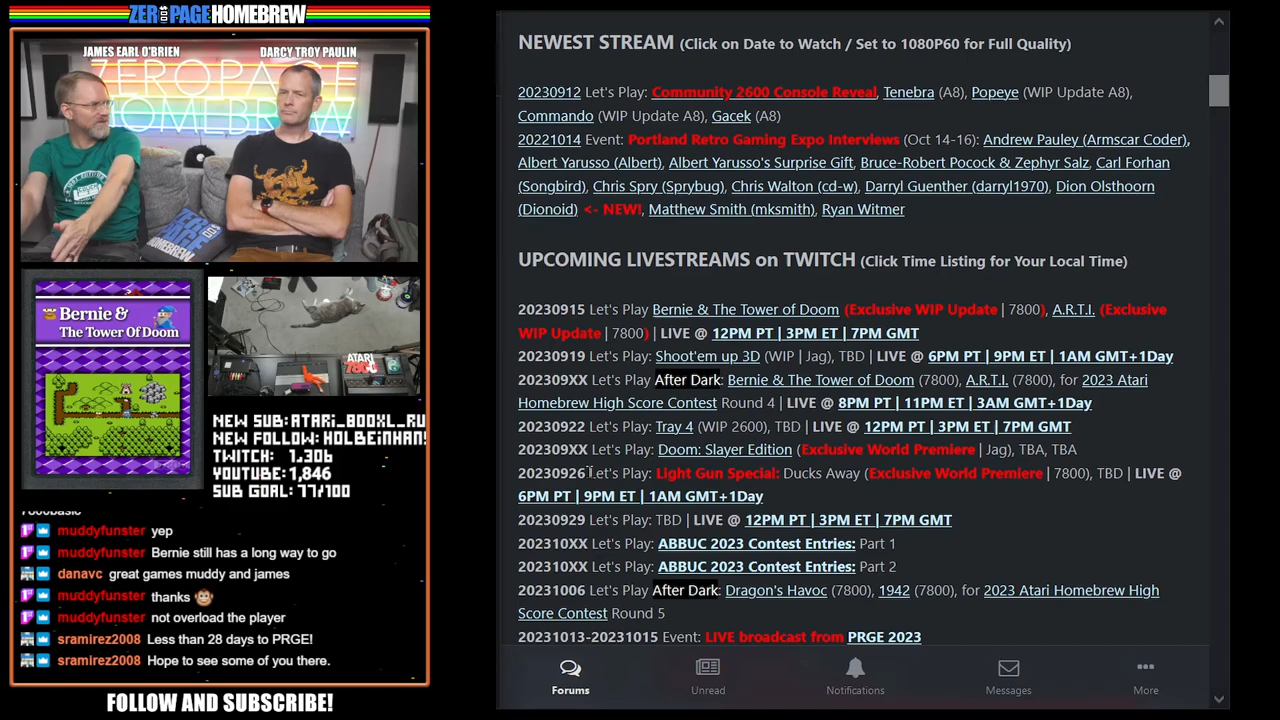 ZEROPAGE HOMEBREW
JAMES EARL O'BRIEN
DARCY TROY PAULIN
ZEROPAGE
HOMEBREW
Bernie &
The Tower Of Doom
ATARI
7800
NEW SUB:ATARI_800XL_RU
NEW FOLLOW:HOLBEINHAN
TWITCH: 1,306
YOUTUBE:1,846
SUB GOAL:77/100
7800basic
muddyfunster yep
muddyfunster Bernie still has a long way to go
danavc great games muddy and james
muddyfunster thanks
muddyfunster not overload the player
sramirez2008 Less than 28 days to PRGE!
sramirez2008 Hope to see some of you there.
FOLLOW AND SUBSCRIBE!
NEWEST STREAM (Click on Date to Watch / Set to 1080P60 for Full Quality)
20230912 Let's Play: Community 2600 Console Reveal, Tenebra (A8), Popeye (WIP Update A8),
Commando (WIP Update A8), Gacek (A8)
20221014 Event: Portland Retro Gaming Expo Interviews (Oct 14-16): Andrew Pauley (Armscar Coder),
Albert Yarusso (Albert), Albert Yarusso's Surprise Gift, Bruce-Robert Pocock & Zephyr Salz, Carl Forhan
(Songbird), Chris Spry (Sprybug), Chris Walton (cd-w), Darryl Guenther (darryl1970), Dion Olsthoorn
(Dionoid) <- NEW!, Matthew Smith (mksmith), Ryan Witmer
UPCOMING LIVESTREAMS on TWITCH (Click Time Listing for Your Local Time)
20230915 Let's Play Bernie & The Tower of Doom (Exclusive WIP Update | 7800), A.R.T.I. (Exclusive
WIP Update | 7800) | LIVE @ 12PM PT | 3PM ET | 7PM GMT
20230919 Let's Play: Shoot'em up 3D (WIP | Jag), TBD | LIVE @ 6PM PT | 9PM ET | 1AM GMT+1Day
202309XX Let's Play After Dark: Bernie & The Tower of Doom (7800), A.R.T.I. (7800), for 2023 Atari
Homebrew High Score Contest Round 4 | LIVE @ 8PM PT | 11PM ET | 3AM GMT+1Day
20230922 Let's Play: Tray 4 (WIP 2600), TBD | LIVE @ 12PM PT | 3PM ET | 7PM GMT
202309XX Let's Play: Doom: Slayer Edition (Exclusive World Premiere | Jag), TBA, TBA
20230926 Let's Play: Light Gun Special: Ducks Away (Exclusive World Premiere | 7800), TBD | LIVE @
6PM PT | 9PM ET | 1AM GMT+1Day
20230929 Let's Play: TBD | LIVE @ 12PM PT | 3PM ET | 7PM GMT
202310XX Let's Play: ABBUC 2023 Contest Entries: Part 1
202310XX Let's Play: ABBUC 2023 Contest Entries: Part 2
20231006 Let's Play After Dark: Dragon's Havoc (7800), 1942 (7800), for 2023 Atari Homebrew High
Score Contest Round 5
20231013-20231015 Event: LIVE broadcast from PRGE 2023
Forums
Unread
Notifications
Messages
More